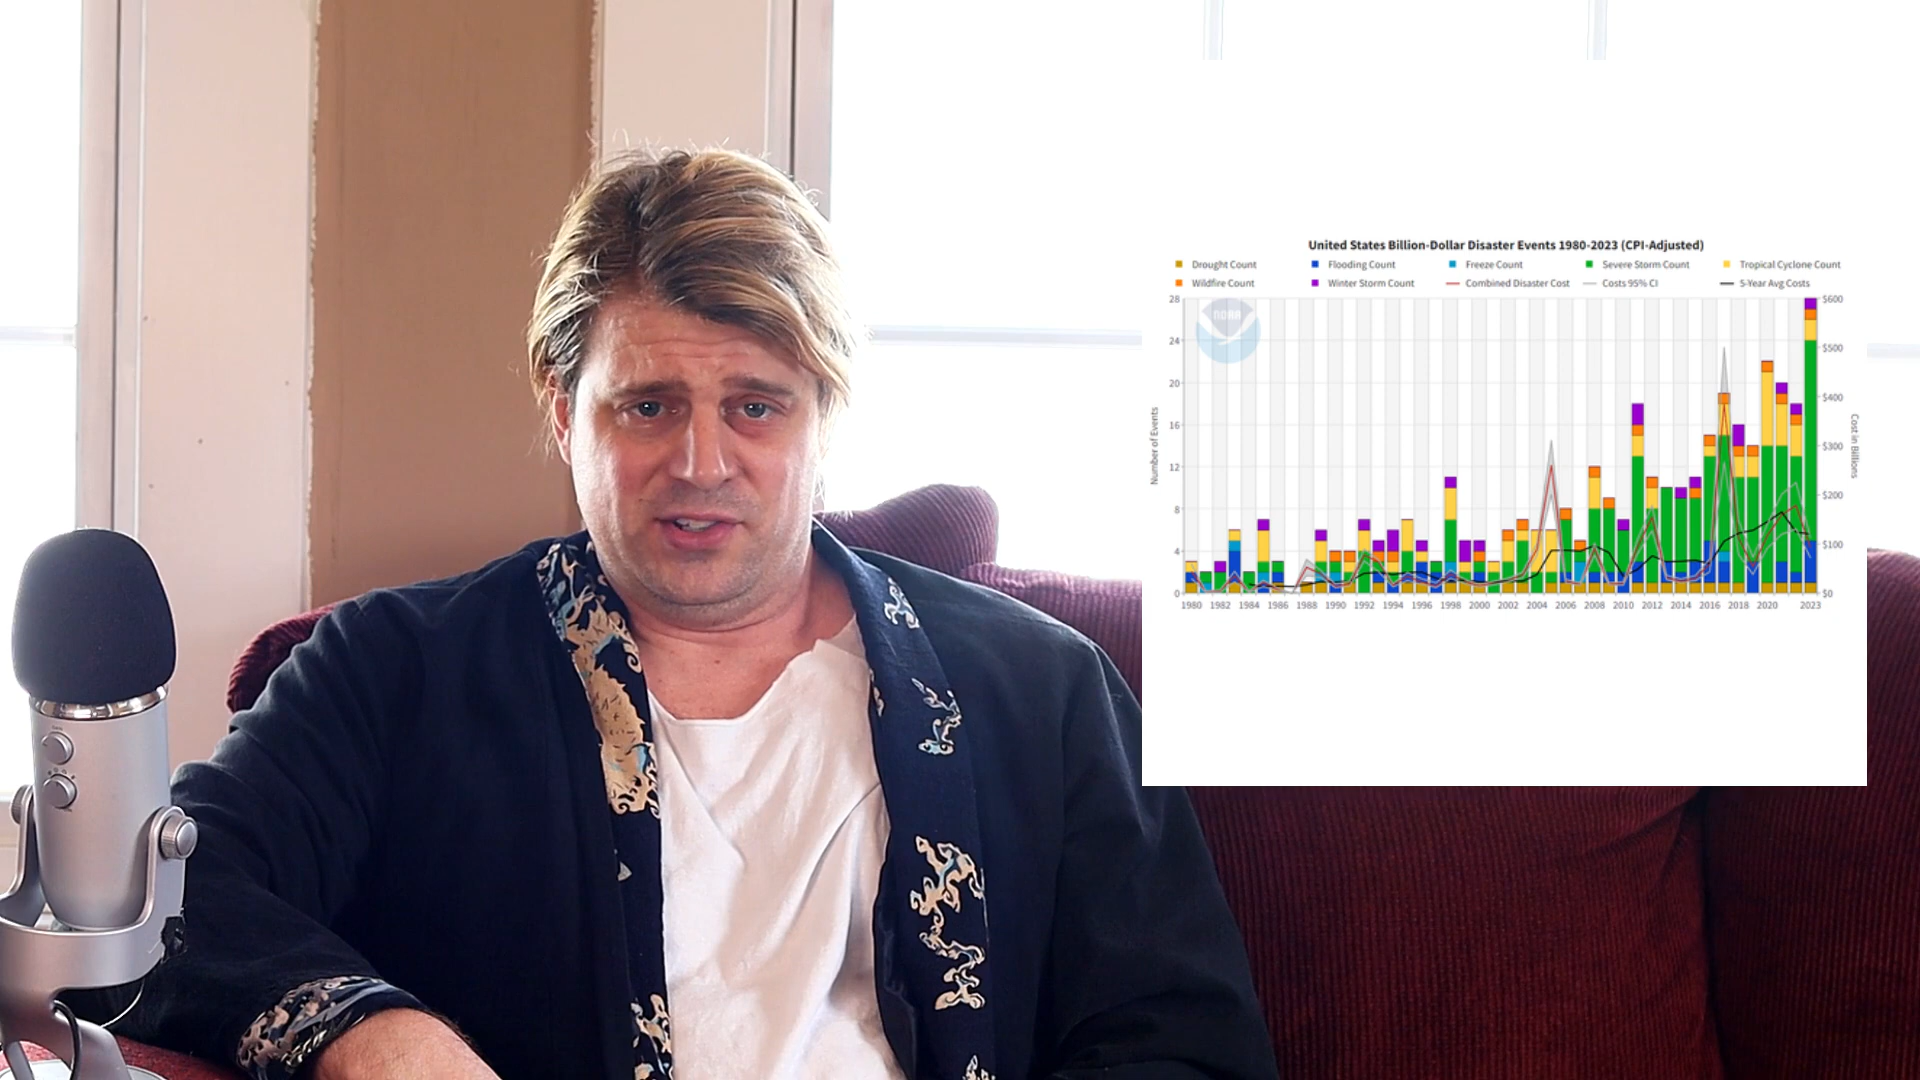 United States Billion-Dollar Disaster Events 1980-2023 (CPI-Adjusted)
Drought Count Flooding Count Freeze Count Severe Storm Count Tropical Cyclone Count
Wildfire Count Winter Storm Count Combined Disaster Cost Costs 95% CI 5-Year Avg Costs
NOAA
28 $600
24 $500
20 $400
16 $300
12 $200
8 $100
4 $0
0
Number of Events
Cost in Billions
1980 1982 1984 1986 1988 1990 1992 1994 1996 1998 2000 2002 2004 2006 2008 2010 2012 2014 2016 2018 2020 2023